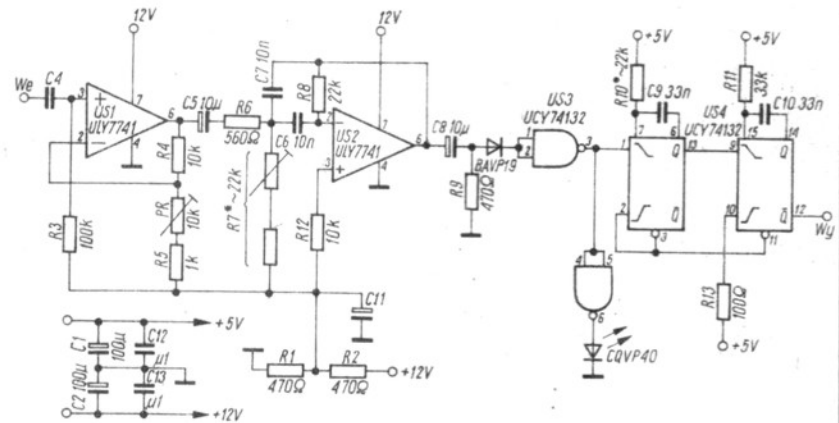 12V
12V
+5V
+5V
We
C4
3
+
US1
ULY7741
7
6
2
−
4
C5 10μ
R6
560Ω
C7 10n
R8
22k
C6 10n
2
−
US2
ULY7741
7
6
3
+
4
C8 10μ
BAVP19
R9
470Ω
US3
UCY74132
1
2
3
R10* ~22k
C9 33n
7
6
1
Q
13
2
Q̄
3
R11
33k
C10 33n
US4
UCY74132
15
14
9
Q
10
Q̄
12
11
Wy
R4
10k
PR
10k
R5
1k
R3
100k
R7* ~22k
R12
10k
C11
4
5
6
CQVP40
R13
100Ω
+5V
+5V
C1
100μ
C12
μ1
C2
100μ
C13
μ1
+12V
R1
470Ω
R2
470Ω
+12V